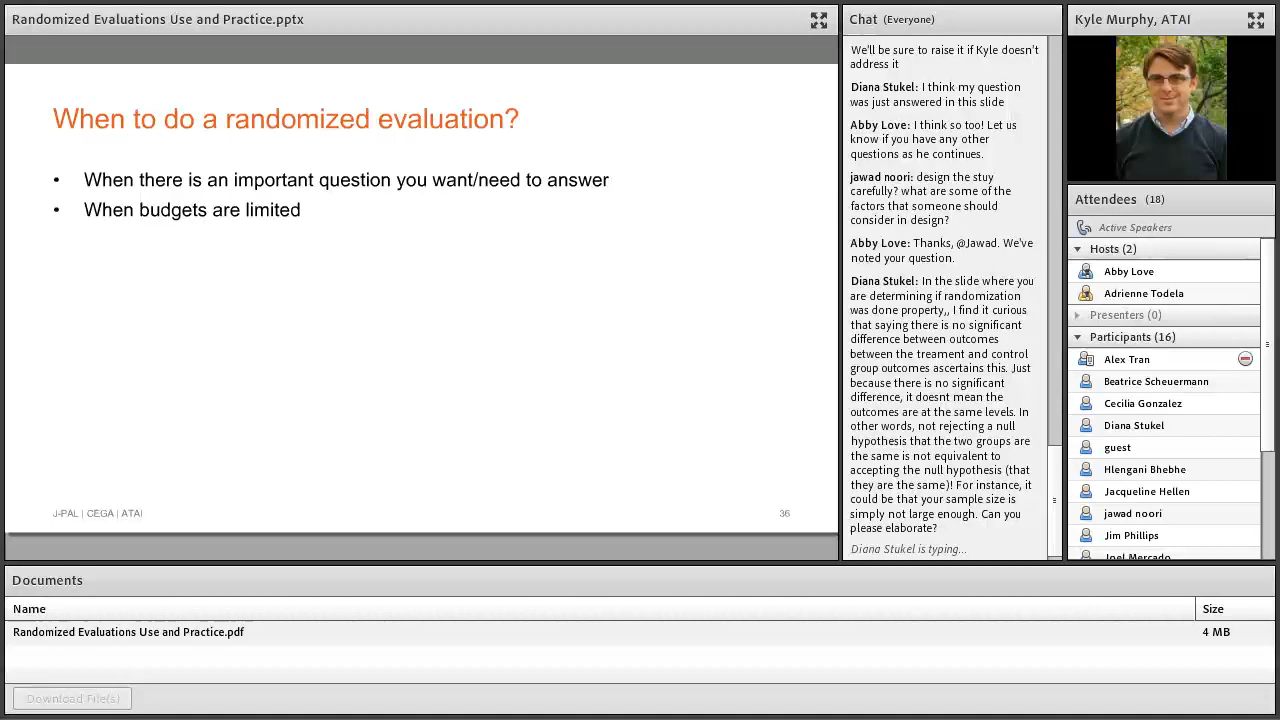 Randomized Evaluations Use and Practice.pptx
When to do a randomized evaluation?
• When there is an important question you want/need to answer
• When budgets are limited
J-PAL | CEGA | ATAI
36
Chat (Everyone)
We'll be sure to raise it if Kyle doesn't
address it
Diana Stukel: I think my question
was just answered in this slide
Abby Love: I think so too! Let us
know if you have any other
questions as he continues.
jawad noori: design the stuy
carefully? what are some of the
factors that someone should
consider in design?
Abby Love: Thanks, @Jawad. We've
noted your question.
Diana Stukel: In the slide where you
are determining if randomization
was done property,, I find it curious
that saying there is no significant
difference between outcomes
between the treament and control
group outcomes ascertains this. Just
because there is no significant
difference, it doesnt mean the
outcomes are at the same levels. In
other words, not rejecting a null
hypothesis that the two groups are
the same is not equivalent to
accepting the null hypothesis (that
they are the same)! For instance, it
could be that your sample size is
simply not large enough. Can you
please elaborate?
Diana Stukel is typing...
Kyle Murphy, ATAI
Attendees (18)
Active Speakers
Hosts (2)
Abby Love
Adrienne Todela
Presenters (0)
Participants (16)
Alex Tran
Beatrice Scheuermann
Cecilia Gonzalez
Diana Stukel
guest
Hlengani Bhebhe
Jacqueline Hellen
jawad noori
Jim Phillips
Joel Mercado
Documents
Name Size
Randomized Evaluations Use and Practice.pdf 4 MB
Download File(s)